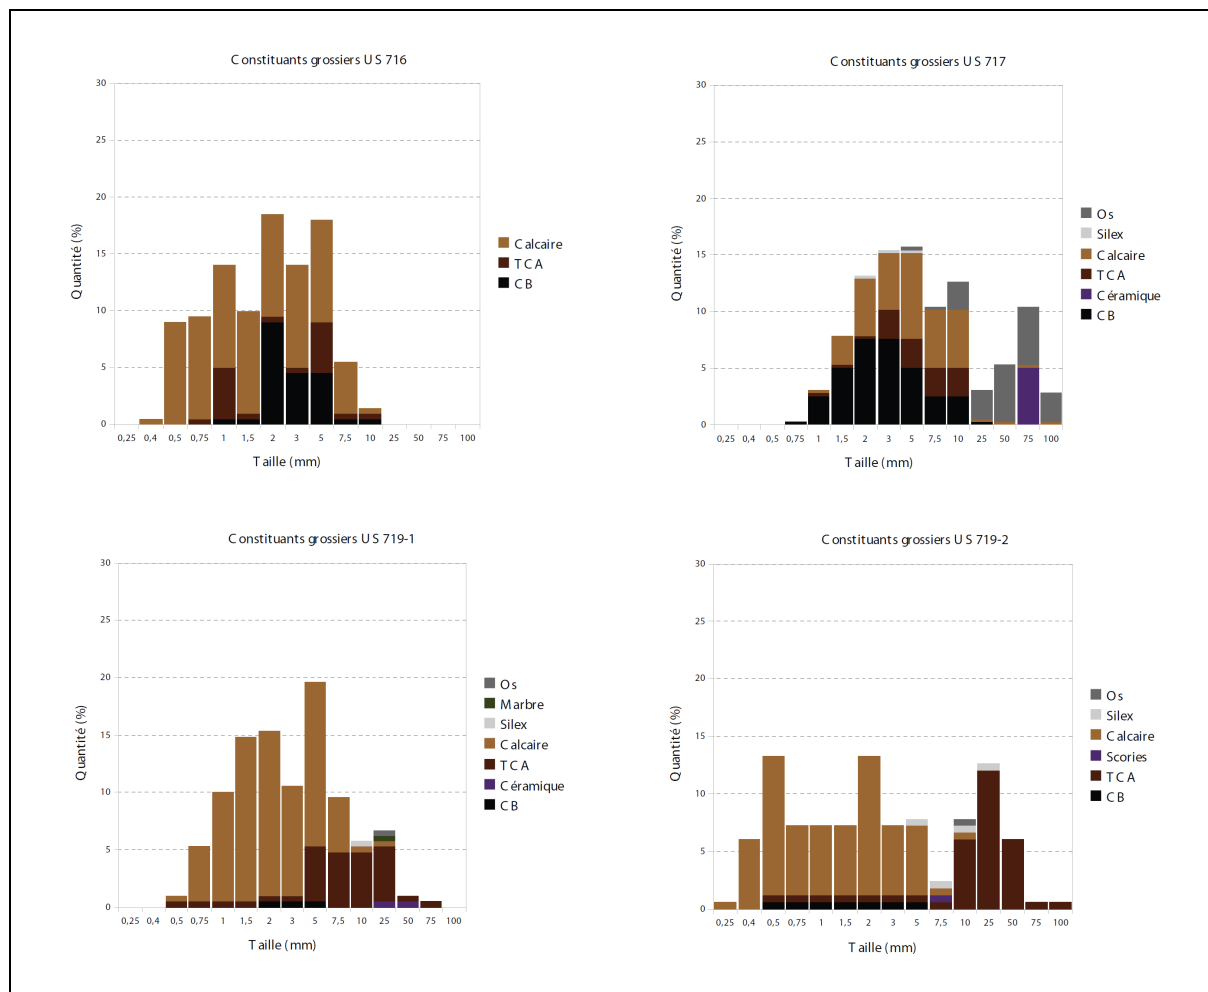 Constituants grossiers US 716
30
25
20
15
10
5
0
Quantité (%)
0,25 0,4 0,5 0,75 1 1,5 2 3 5 7,5 10 25 50 75 100
Taille (mm)
Calcaire
TCA
CB
Constituants grossiers US 717
30
25
20
15
10
5
0
Quantité (%)
0,25 0,4 0,5 0,75 1 1,5 2 3 5 7,5 10 25 50 75 100
Taille (mm)
Os
Silex
Calcaire
TCA
Céramique
CB
Constituants grossiers US 719-1
30
25
20
15
10
5
0
Quantité (%)
0,25 0,4 0,5 0,75 1 1,5 2 3 5 7,5 10 25 50 75 100
Taille (mm)
Os
Marbre
Silex
Calcaire
TCA
Céramique
CB
Constituants grossiers US 719-2
30
25
20
15
10
5
0
Quantité (%)
0,25 0,4 0,5 0,75 1 1,5 2 3 5 7,5 10 25 50 75 100
Taille (mm)
Os
Silex
Calcaire
Scories
TCA
CB